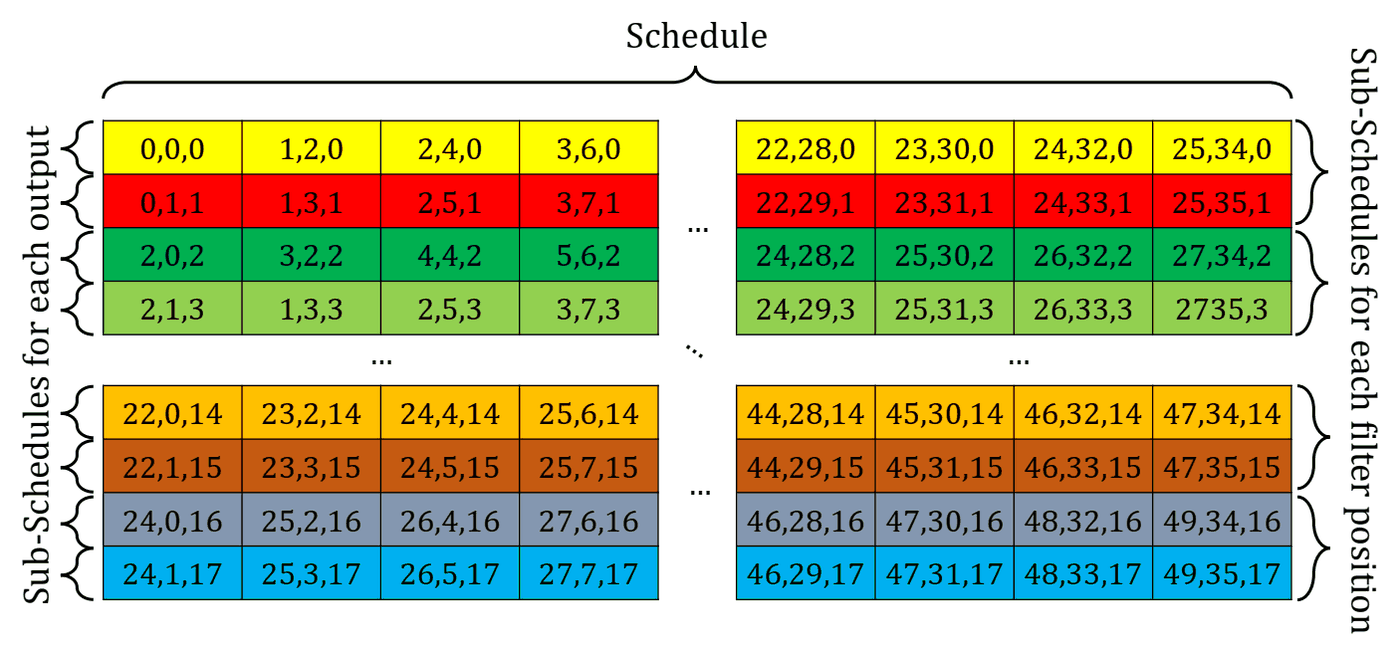 Schedule
Sub-Schedules for each output
Sub-Schedules for each filter position
0,0,0 1,2,0 2,4,0 3,6,0 22,28,0 23,30,0 24,32,0 25,34,0
0,1,1 1,3,1 2,5,1 3,7,1 ... 22,29,1 23,31,1 24,33,1 25,35,1
2,0,2 3,2,2 4,4,2 5,6,2 24,28,2 25,30,2 26,32,2 27,34,2
2,1,3 1,3,3 2,5,3 3,7,3 24,29,3 25,31,3 26,33,3 2735,3
... ... ...
22,0,14 23,2,14 24,4,14 25,6,14 44,28,14 45,30,14 46,32,14 47,34,14
22,1,15 23,3,15 24,5,15 25,7,15 ... 44,29,15 45,31,15 46,33,15 47,35,15
24,0,16 25,2,16 26,4,16 27,6,16 46,28,16 47,30,16 48,32,16 49,34,16
24,1,17 25,3,17 26,5,17 27,7,17 46,29,17 47,31,17 48,33,17 49,35,17